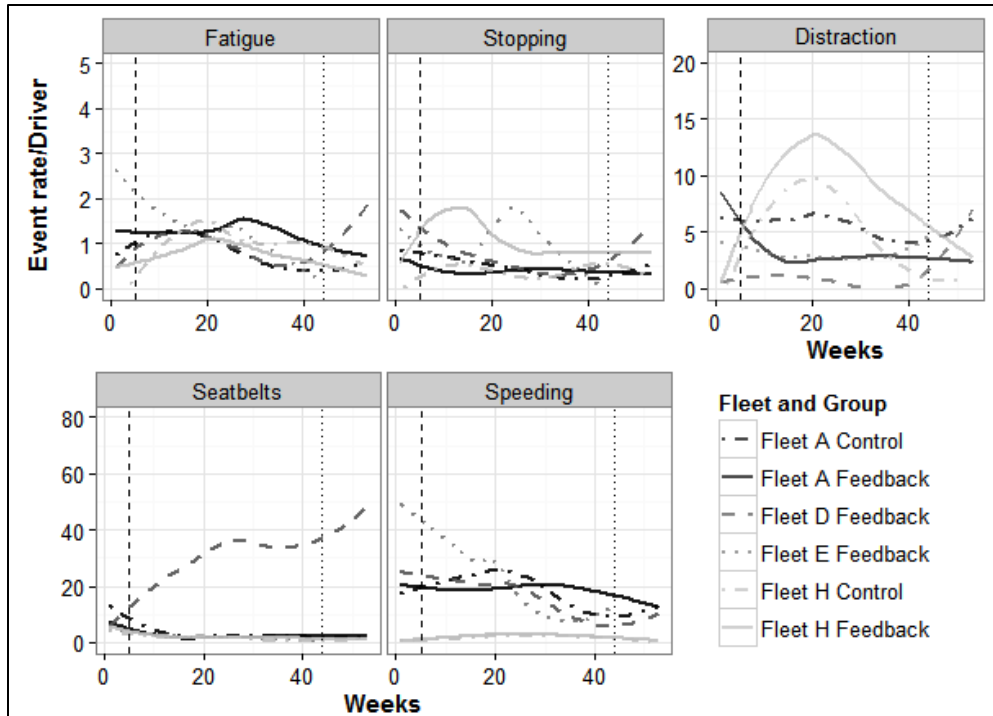 Fatigue
Stopping
Distraction
Event rate/Driver
5
4
3
2
1
0
20
15
10
5
0
0 20 40
0 20 40
0 20 40
Weeks
Seatbelts
Speeding
80
60
40
20
0
0 20 40
0 20 40
Weeks
Fleet and Group
Fleet A Control
Fleet A Feedback
Fleet D Feedback
Fleet E Feedback
Fleet H Control
Fleet H Feedback